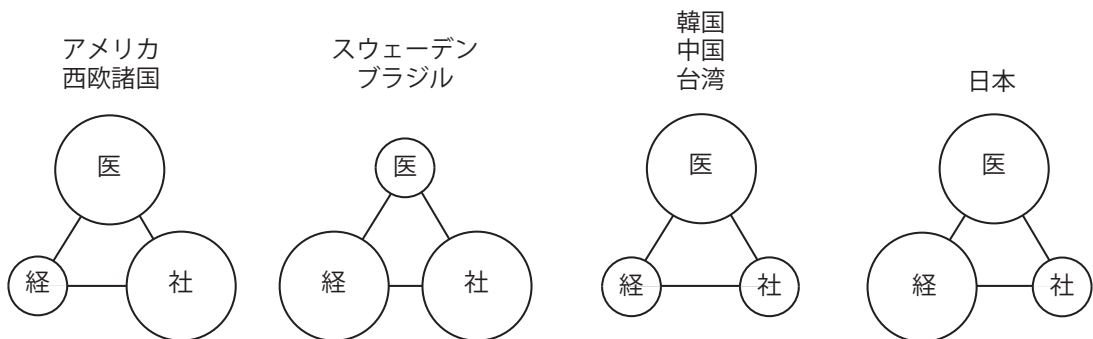 アメリカ
西欧諸国
医
経
社
スウェーデン
ブラジル
医
経
社
韓国
中国
台湾
医
経
社
日本
医
経
社